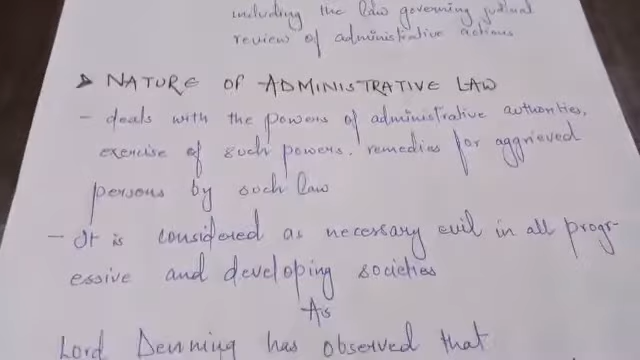 including the law governing judicial
review of administrative actions
➤ NATURE OF ADMINISTRATIVE LAW
- deals with the powers of administrative authorities,
exercise of such powers, remedies for aggrieved
persons by such law
- It is considered as necessary evil in all progr-
essive and developing societies
As
Lord Denning has observed that